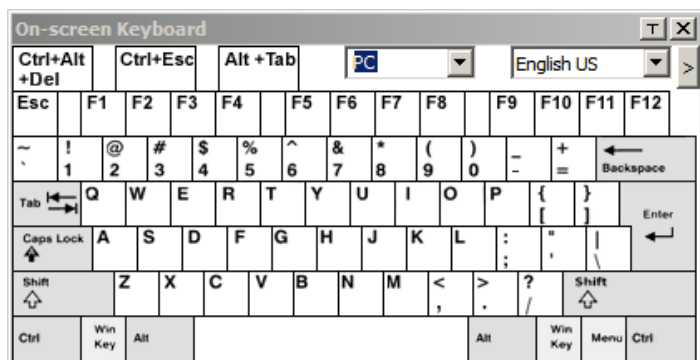 On-screen Keyboard T X
Ctrl+Alt +Del Ctrl+Esc Alt +Tab PC English US >
Esc F1 F2 F3 F4 F5 F6 F7 F8 F9 F10 F11 F12
~ ! @ # $ % ^ & * ( ) _ +
` 1 2 3 4 5 6 7 8 9 0 - = Backspace
Tab Q W E R T Y U I O P { }
[ ] Enter
Caps Lock A S D F G H J K L : " |
; ' \
Shift Z X C V B N M < > ? Shift
, . /
Ctrl Win Key Alt Alt Win Key Menu Ctrl